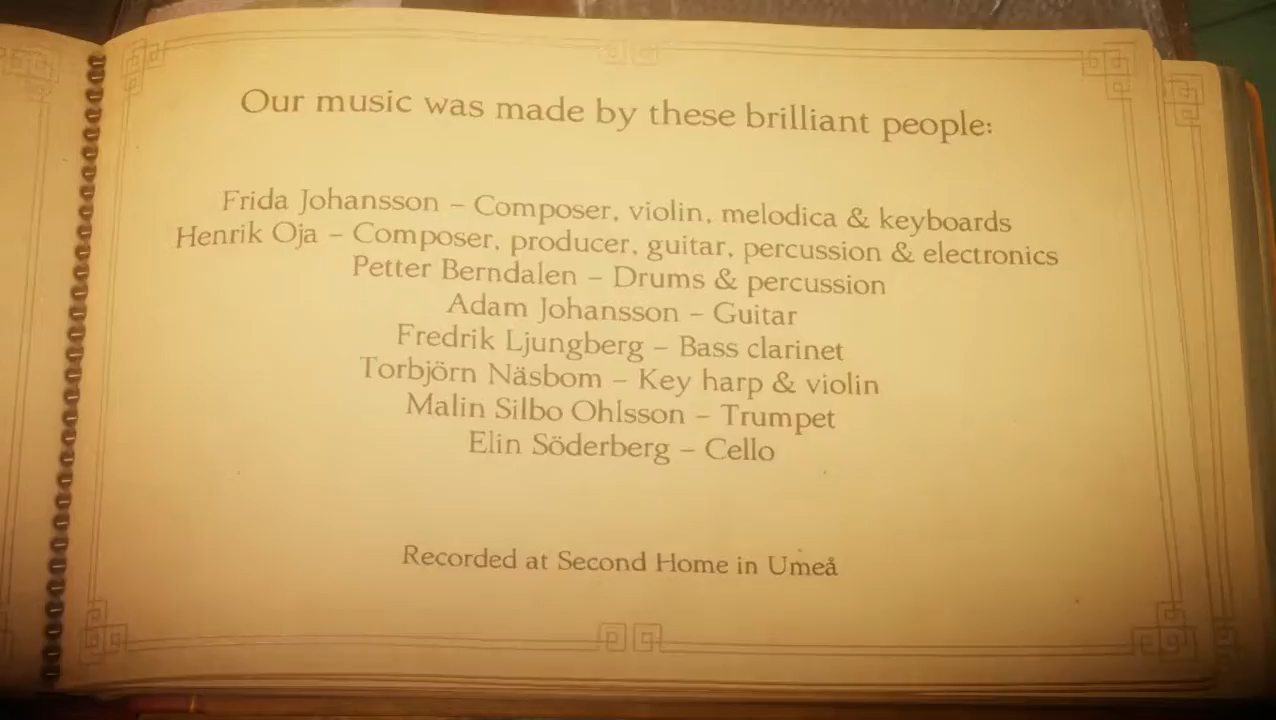 Our music was made by these brilliant people:
Frida Johansson – Composer, violin, melodica & keyboards
Henrik Oja – Composer, producer, guitar, percussion & electronics
Petter Berndalen – Drums & percussion
Adam Johansson – Guitar
Fredrik Ljungberg – Bass clarinet
Torbjörn Näsbom – Key harp & violin
Malin Silbo Ohlsson – Trumpet
Elin Söderberg – Cello
Recorded at Second Home in Umeå